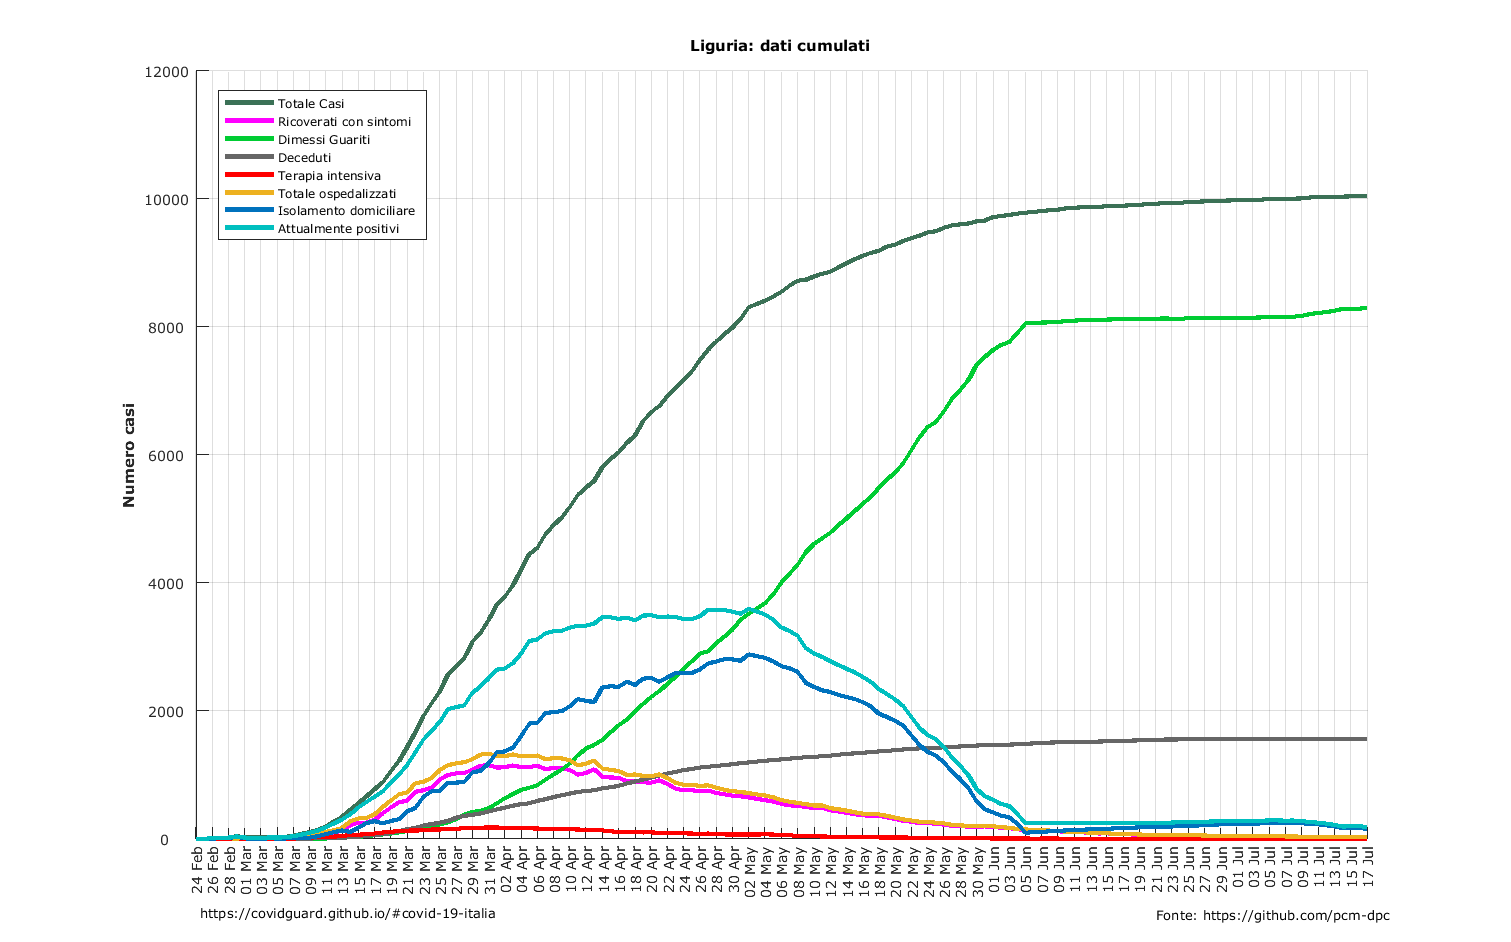 Liguria: dati cumulati
12000
10000
8000
6000
4000
2000
0
Numero casi
Totale Casi
Ricoverati con sintomi
Dimessi Guariti
Deceduti
Terapia intensiva
Totale ospedalizzati
Isolamento domiciliare
Attualmente positivi
24 Feb
26 Feb
28 Feb
01 Mar
03 Mar
05 Mar
07 Mar
09 Mar
11 Mar
13 Mar
15 Mar
17 Mar
19 Mar
21 Mar
23 Mar
25 Mar
27 Mar
29 Mar
31 Mar
02 Apr
04 Apr
06 Apr
08 Apr
10 Apr
12 Apr
14 Apr
16 Apr
18 Apr
20 Apr
22 Apr
24 Apr
26 Apr
28 Apr
30 Apr
02 May
04 May
06 May
08 May
10 May
12 May
14 May
16 May
18 May
20 May
22 May
24 May
26 May
28 May
30 May
01 Jun
03 Jun
05 Jun
07 Jun
09 Jun
11 Jun
13 Jun
15 Jun
17 Jun
19 Jun
21 Jun
23 Jun
25 Jun
27 Jun
29 Jun
01 Jul
03 Jul
05 Jul
07 Jul
09 Jul
11 Jul
13 Jul
15 Jul
17 Jul
https://covidguard.github.io/#covid-19-italia
Fonte: https://github.com/pcm-dpc